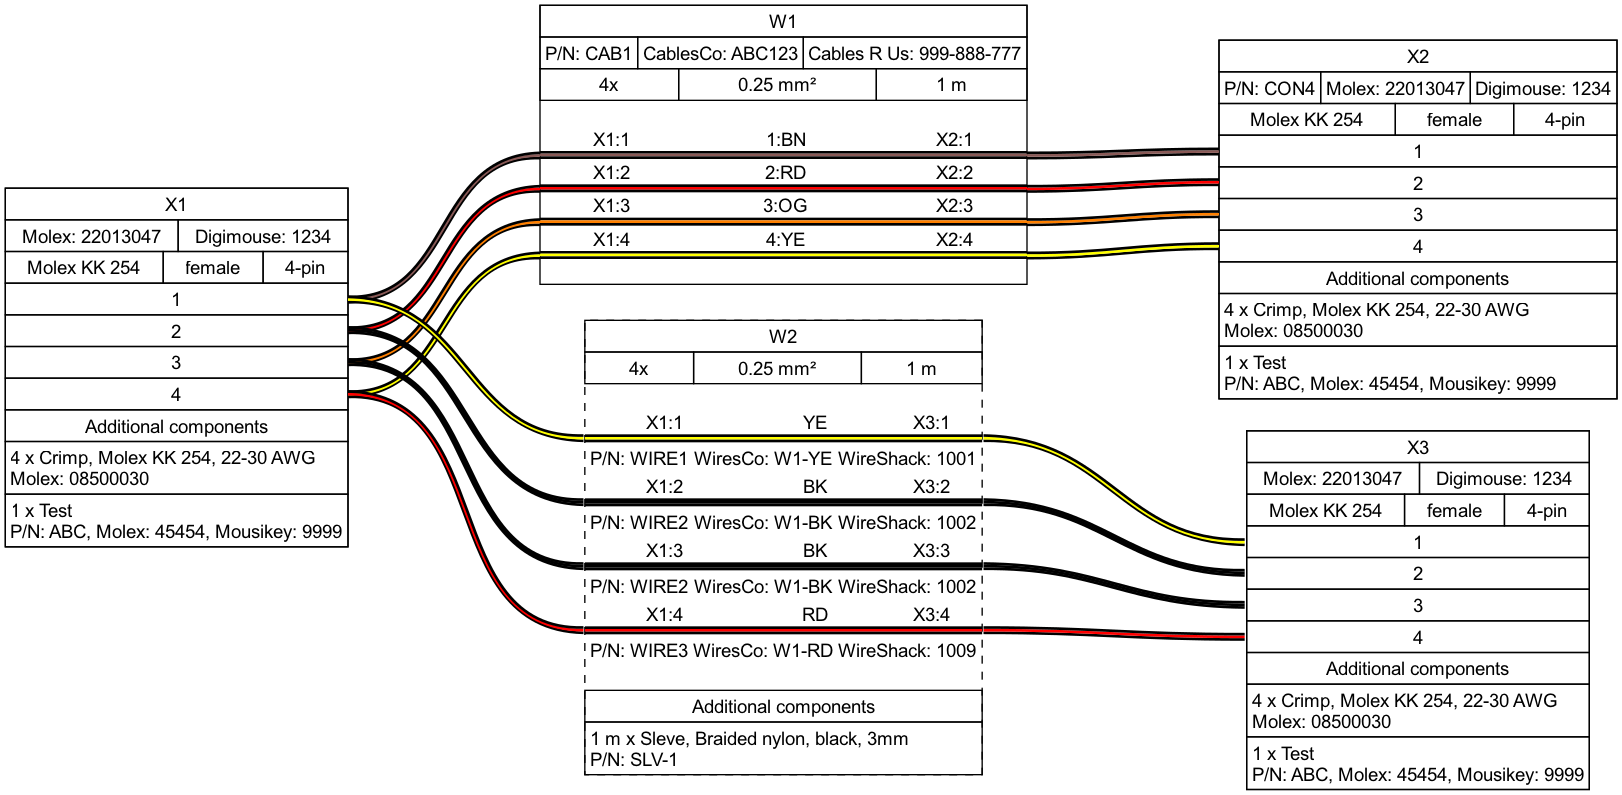 X1
Molex: 22013047 Digimouse: 1234
Molex KK 254 female 4-pin
1
2
3
4
Additional components
4 x Crimp, Molex KK 254, 22-30 AWG
Molex: 08500030
1 x Test
P/N: ABC, Molex: 45454, Mousikey: 9999
W1
P/N: CAB1 CablesCo: ABC123 Cables R Us: 999-888-777
4x 0.25 mm² 1 m
X1:1 1:BN X2:1
X1:2 2:RD X2:2
X1:3 3:OG X2:3
X1:4 4:YE X2:4
W2
4x 0.25 mm² 1 m
X1:1 YE X3:1
P/N: WIRE1 WiresCo: W1-YE WireShack: 1001
X1:2 BK X3:2
P/N: WIRE2 WiresCo: W1-BK WireShack: 1002
X1:3 BK X3:3
P/N: WIRE2 WiresCo: W1-BK WireShack: 1002
X1:4 RD X3:4
P/N: WIRE3 WiresCo: W1-RD WireShack: 1009
Additional components
1 m x Sleve, Braided nylon, black, 3mm
P/N: SLV-1
X2
P/N: CON4 Molex: 22013047 Digimouse: 1234
Molex KK 254 female 4-pin
1
2
3
4
Additional components
4 x Crimp, Molex KK 254, 22-30 AWG
Molex: 08500030
1 x Test
P/N: ABC, Molex: 45454, Mousikey: 9999
X3
Molex: 22013047 Digimouse: 1234
Molex KK 254 female 4-pin
1
2
3
4
Additional components
4 x Crimp, Molex KK 254, 22-30 AWG
Molex: 08500030
1 x Test
P/N: ABC, Molex: 45454, Mousikey: 9999